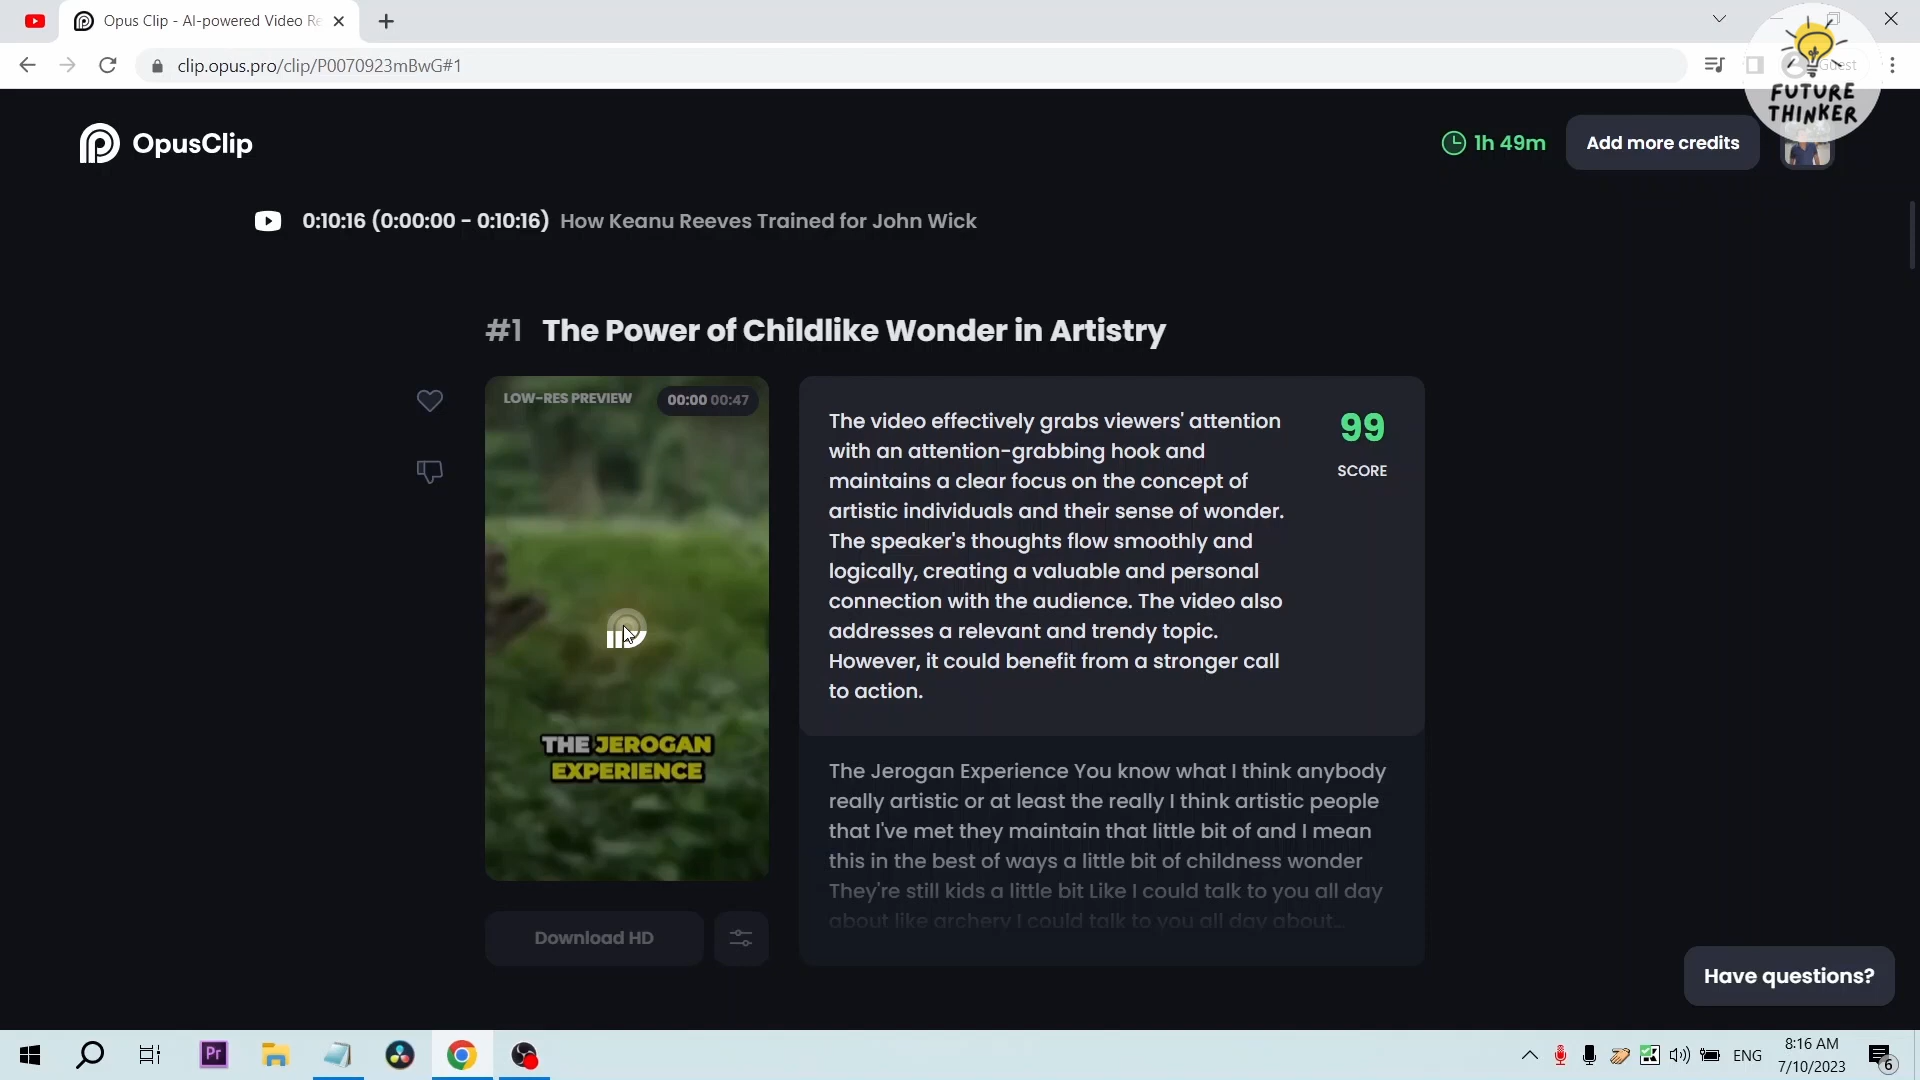 Opus Clip - AI-powered Video Re
clip.opus.pro/clip/P0070923mBwG#1
Guest
FUTURE
THINKER
OpusClip
1h 49m
Add more credits
0:10:16 (0:00:00 - 0:10:16) How Keanu Reeves Trained for John Wick
#1 The Power of Childlike Wonder in Artistry
LOW-RES PREVIEW
00:00 00:47
THE JEROGAN
EXPERIENCE
Download HD
The video effectively grabs viewers' attention
with an attention-grabbing hook and
maintains a clear focus on the concept of
artistic individuals and their sense of wonder.
The speaker's thoughts flow smoothly and
logically, creating a valuable and personal
connection with the audience. The video also
addresses a relevant and trendy topic.
However, it could benefit from a stronger call
to action.
99
SCORE
The Jerogan Experience You know what I think anybody
really artistic or at least the really I think artistic people
that I've met they maintain that little bit of and I mean
this in the best of ways a little bit of childness wonder
They're still kids a little bit Like I could talk to you all day
about like archery I could talk to you all day about...
Have questions?
Pr
ENG
8:16 AM
7/10/2023
6